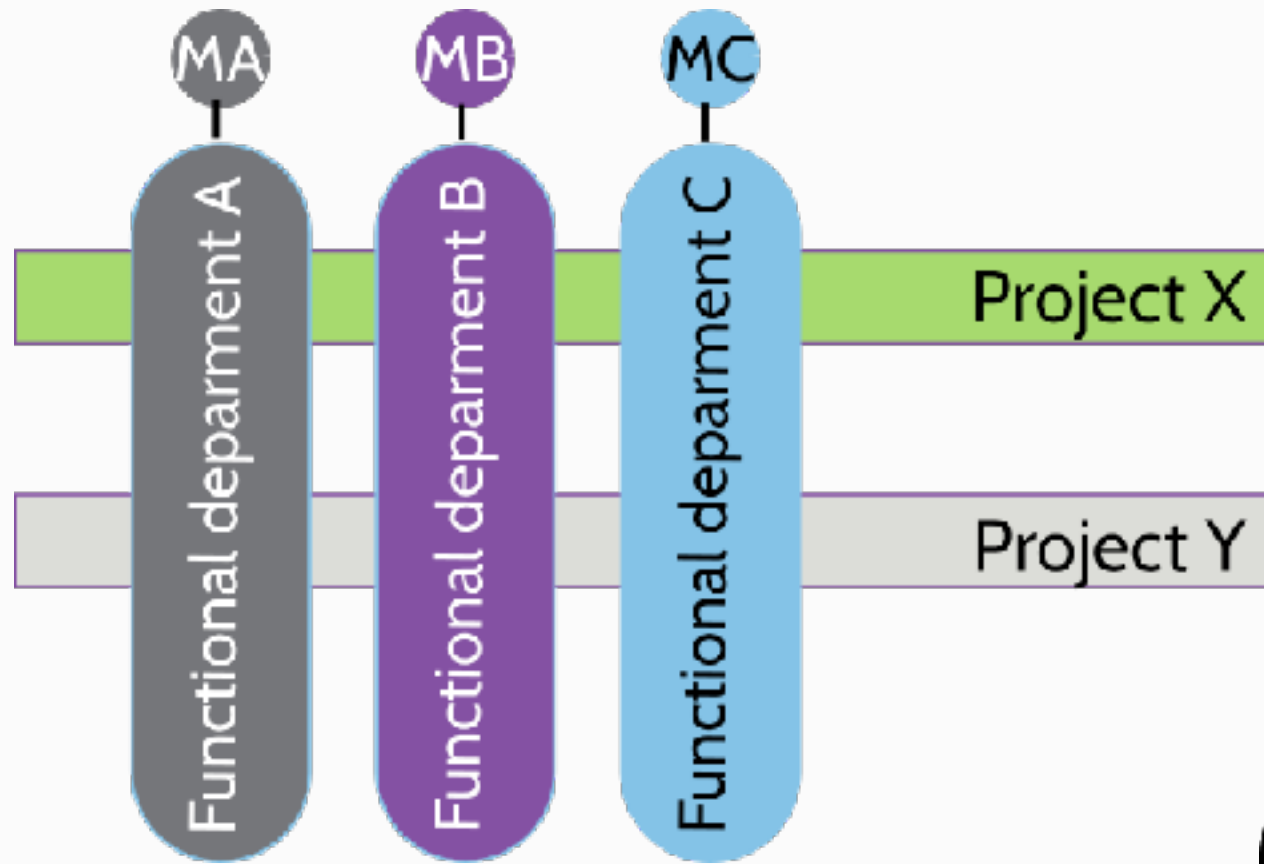 MA
MB
MC
Functional deparment A
Functional deparment B
Functional deparment C
Project X
Project Y